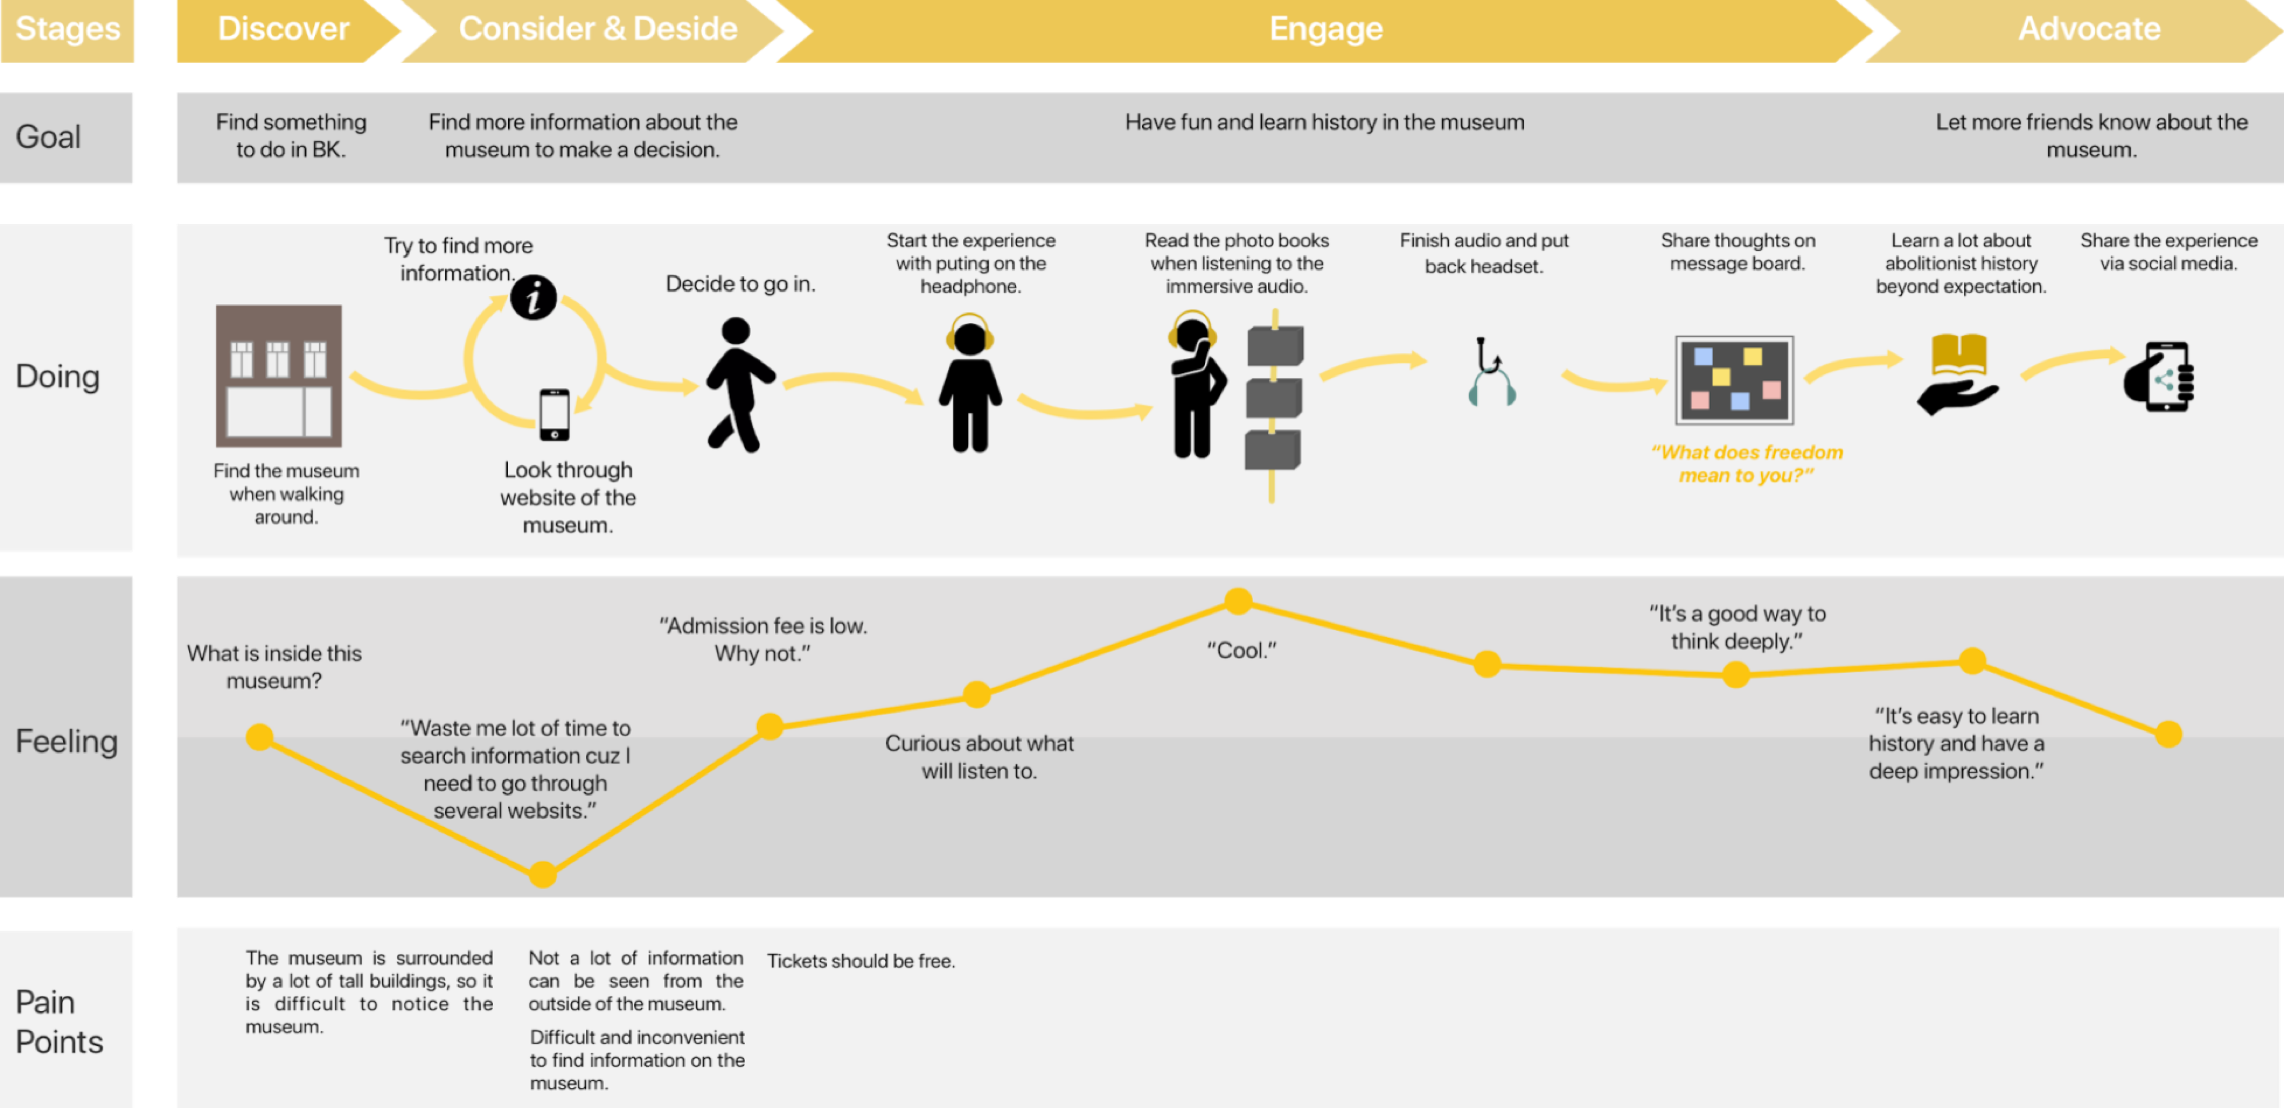 Stages
Discover
Consider & Deside
Engage
Advocate
Goal
Find something
to do in BK.
Find more information about the
museum to make a decision.
Have fun and learn history in the museum
Let more friends know about the
museum.
Doing
Find the museum
when walking
around.
Try to find more
information.
i
Look through
website of the
museum.
Decide to go in.
Start the experience
with puting on the
headphone.
Read the photo books
when listening to the
immersive audio.
Finish audio and put
back headset.
Share thoughts on
message board.
“What does freedom
mean to you?”
Learn a lot about
abolitionist history
beyond expectation.
Share the experience
via social media.
Feeling
What is inside this
museum?
“Waste me lot of time to
search information cuz I
need to go through
several websits.”
“Admission fee is low.
Why not.”
Curious about what
will listen to.
“Cool.”
“It’s a good way to
think deeply.”
“It’s easy to learn
history and have a
deep impression.”
Pain
Points
The museum is surrounded
by a lot of tall buildings, so it
is difficult to notice the
museum.
Not a lot of information
can be seen from the
outside of the museum.
Difficult and inconvenient
to find information on the
museum.
Tickets should be free.